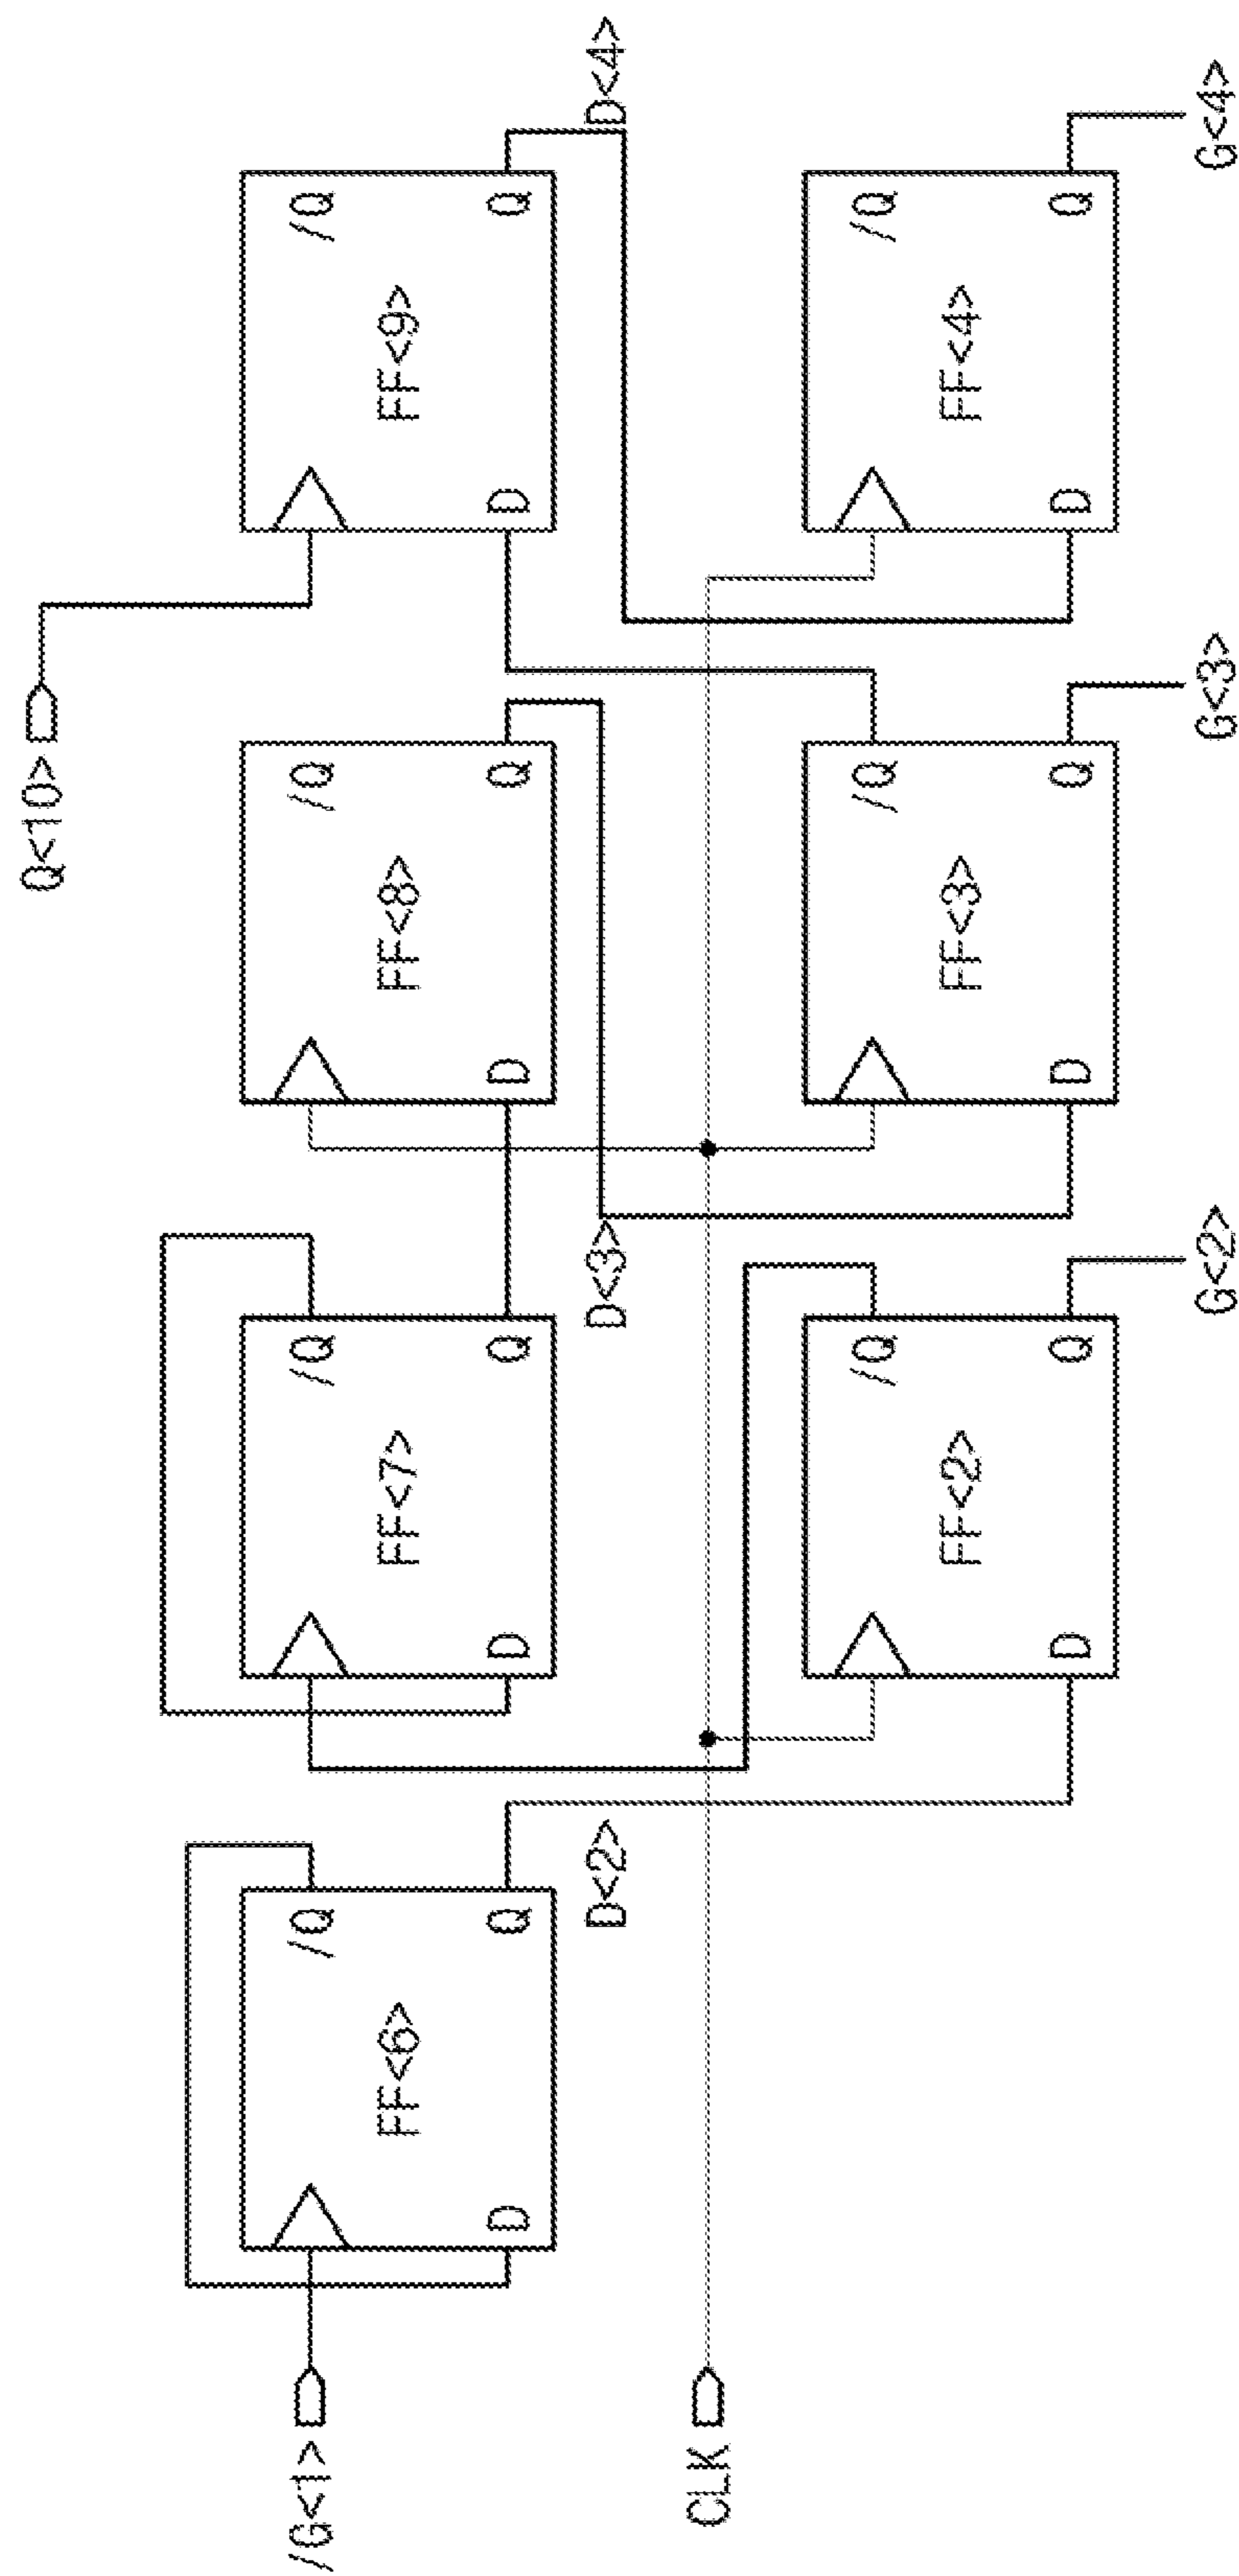 Q<10>
/G<1>
FF<6>
D
/Q
Q
D<2>
FF<7>
D
/Q
Q
D<3>
FF<8>
D
/Q
Q
FF<9>
D
/Q
Q
D<4>
CLK
FF<2>
D
/Q
Q
G<2>
FF<3>
D
/Q
Q
G<3>
FF<4>
D
/Q
Q
G<4>